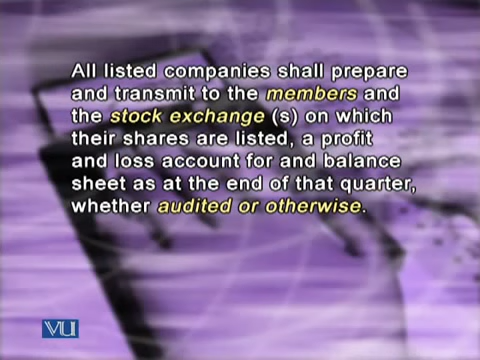 All listed companies shall prepare
and transmit to the members and
the stock exchange (s) on which
their shares are listed, a profit
and loss account for and balance
sheet as at the end of that quarter,
whether audited or otherwise.
VU